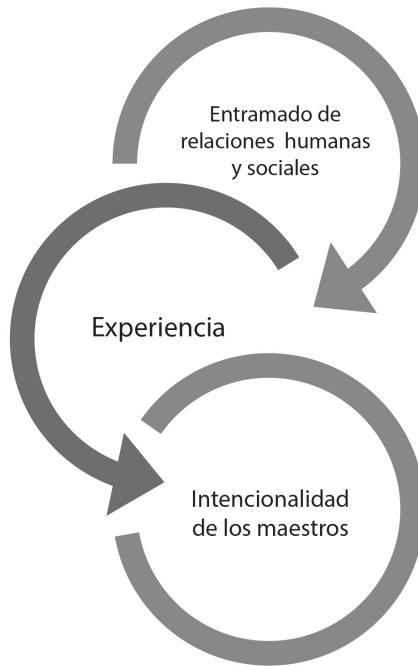 Entramado de
relaciones humanas
y sociales
Experiencia
Intencionalidad
de los maestros